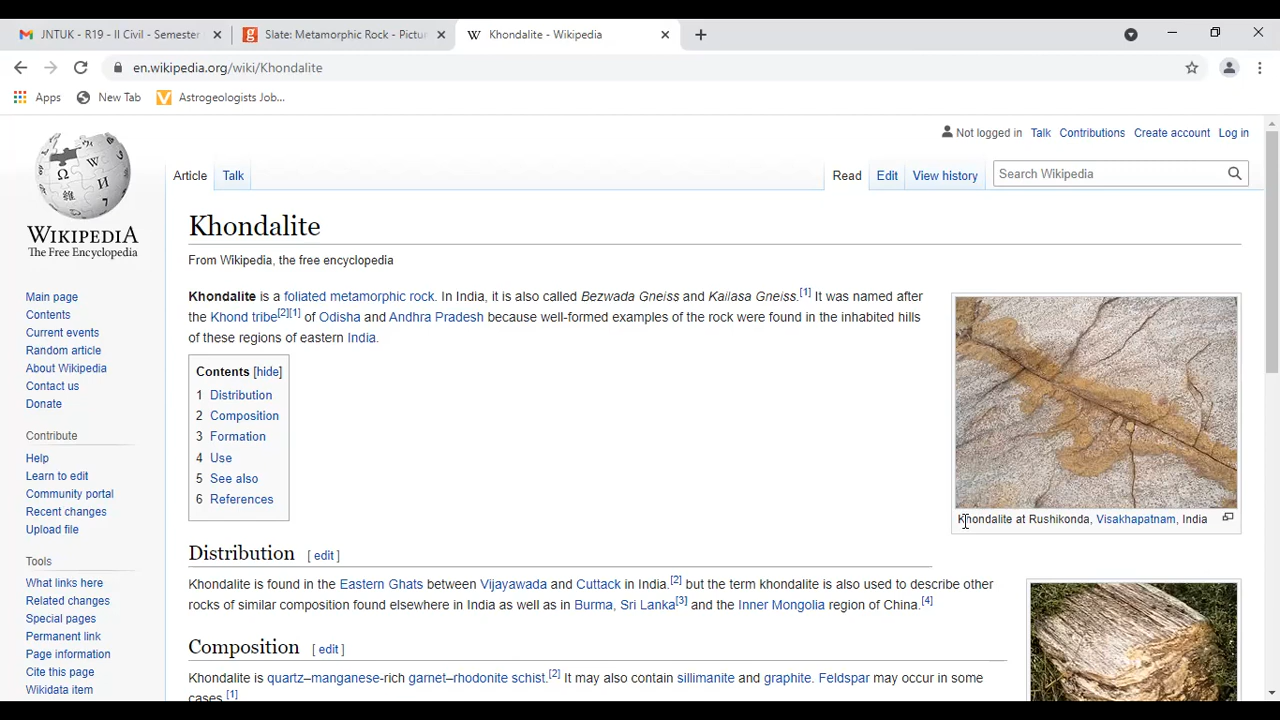 JNTUK - R19 - II Civil - Semester
Slate: Metamorphic Rock - Pictu
Khondalite - Wikipedia
en.wikipedia.org/wiki/Khondalite
Apps
New Tab
Astrogeologists Job...
Not logged in Talk Contributions Create account Log in
Article Talk
Read Edit View history
Search Wikipedia
WIKIPEDIA
The Free Encyclopedia
Main page
Contents
Current events
Random article
About Wikipedia
Contact us
Donate
Contribute
Help
Learn to edit
Community portal
Recent changes
Upload file
Tools
What links here
Related changes
Special pages
Permanent link
Page information
Cite this page
Wikidata item
Khondalite
From Wikipedia, the free encyclopedia
Khondalite is a foliated metamorphic rock. In India, it is also called Bezwada Gneiss and Kailasa Gneiss.[1] It was named after
the Khond tribe[2][1] of Odisha and Andhra Pradesh because well-formed examples of the rock were found in the inhabited hills
of these regions of eastern India.
Contents [hide]
1 Distribution
2 Composition
3 Formation
4 Use
5 See also
6 References
Khondalite at Rushikonda, Visakhapatnam, India
Distribution [ edit ]
Khondalite is found in the Eastern Ghats between Vijayawada and Cuttack in India.[2] but the term khondalite is also used to describe other
rocks of similar composition found elsewhere in India as well as in Burma, Sri Lanka[3] and the Inner Mongolia region of China.[4]
Composition [ edit ]
Khondalite is quartz–manganese-rich garnet–rhodonite schist.[2] It may also contain sillimanite and graphite. Feldspar may occur in some
cases.[1]